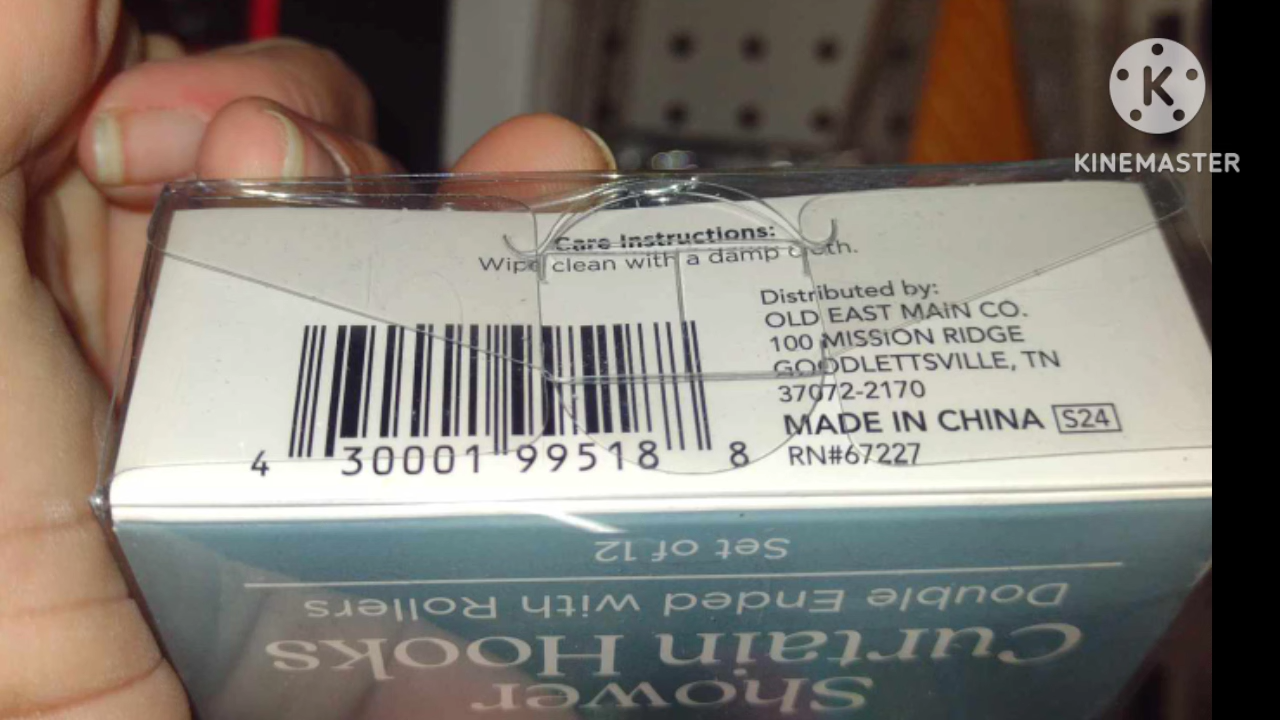 KINEMASTER
Care Instructions:
Wipe clean with a damp cloth.
Distributed by:
OLD EAST MAIN CO.
100 MISSION RIDGE
GOODLETTSVILLE, TN
37072-2170
MADE IN CHINA S24
RN#67227
4 30001 99518 8
Set of 12
Double Ended with Rollers
Curtain Hooks
Shower